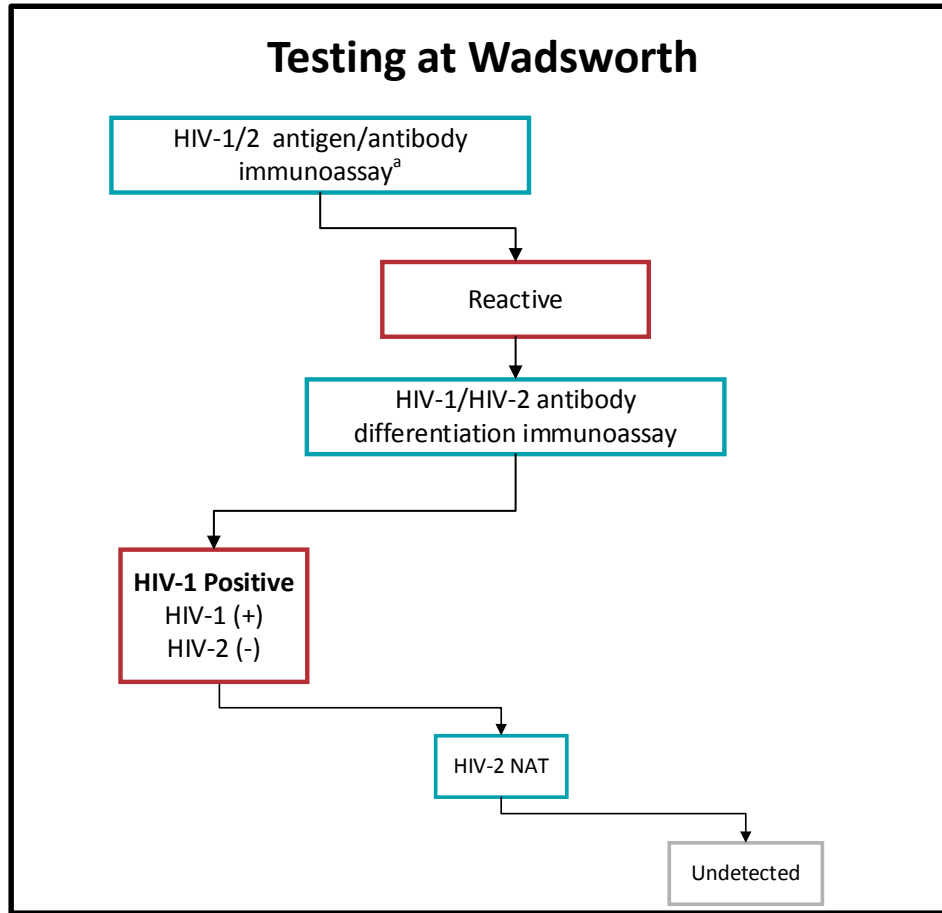 Testing at Wadsworth
HIV-1/2 antigen/antibody
immunoassayᵃ
Reactive
HIV-1/HIV-2 antibody
differentiation immunoassay
HIV-1 Positive
HIV-1 (+)
HIV-2 (-)
HIV-2 NAT
Undetected